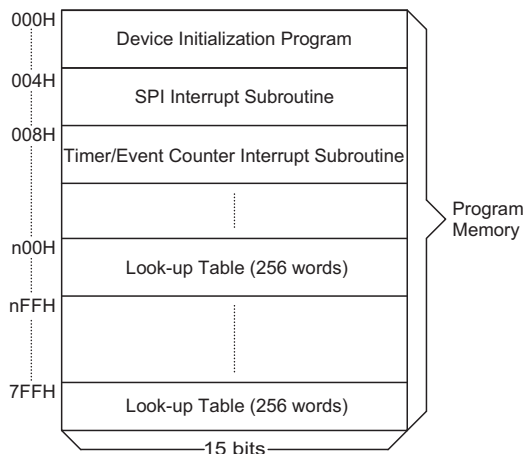 000H
Device Initialization Program
004H
SPI Interrupt Subroutine
008H
Timer/Event Counter Interrupt Subroutine
Program
Memory
n00H
Look-up Table (256 words)
nFFH
7FFH
Look-up Table (256 words)
15 bits